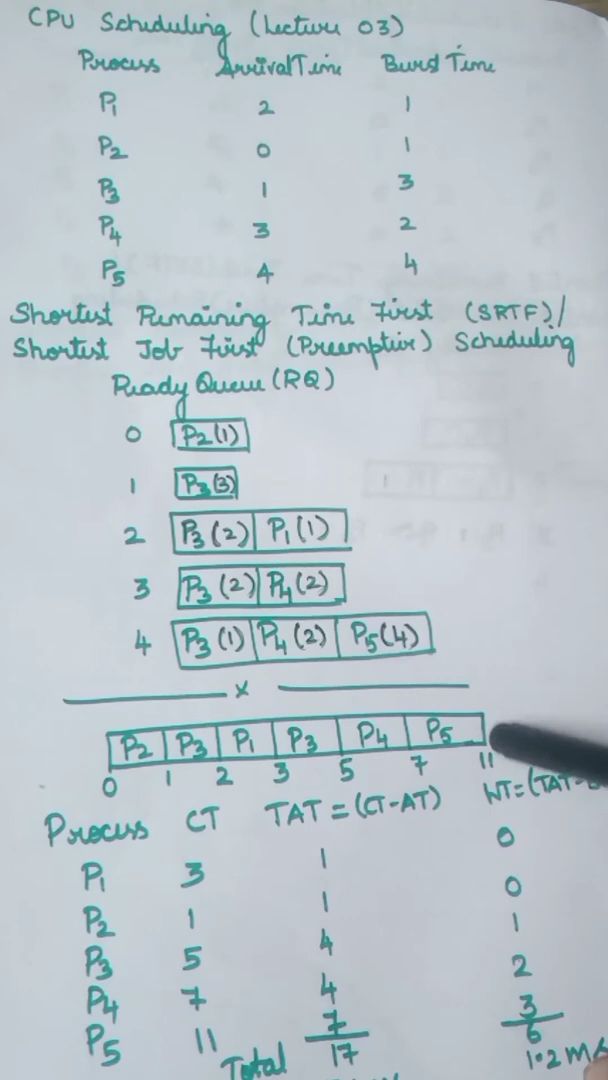 CPU Scheduling (Lecture 03)
Process Arrival Time Burst Time
P1 2 1
P2 0 1
P3 1 3
P4 3 2
P5 4 4
Shortest Remaining Time First (SRTF)/
Shortest Job First (Preemptive) Scheduling
Ready Queue (RQ)
0 P2(1)
1 P3(3)
2 P3(2) P1(1)
3 P3(2) P4(2)
4 P3(1) P4(2) P5(4)
x
P2 P3 P1 P3 P4 P5
0 1 2 3 5 7 11
Process CT TAT=(CT-AT) WT=(TAT-
P1 3 1 0
P2 1 1 0
P3 5 4 1
P4 7 4 2
P5 11 7 3
Total 17 6
1.2